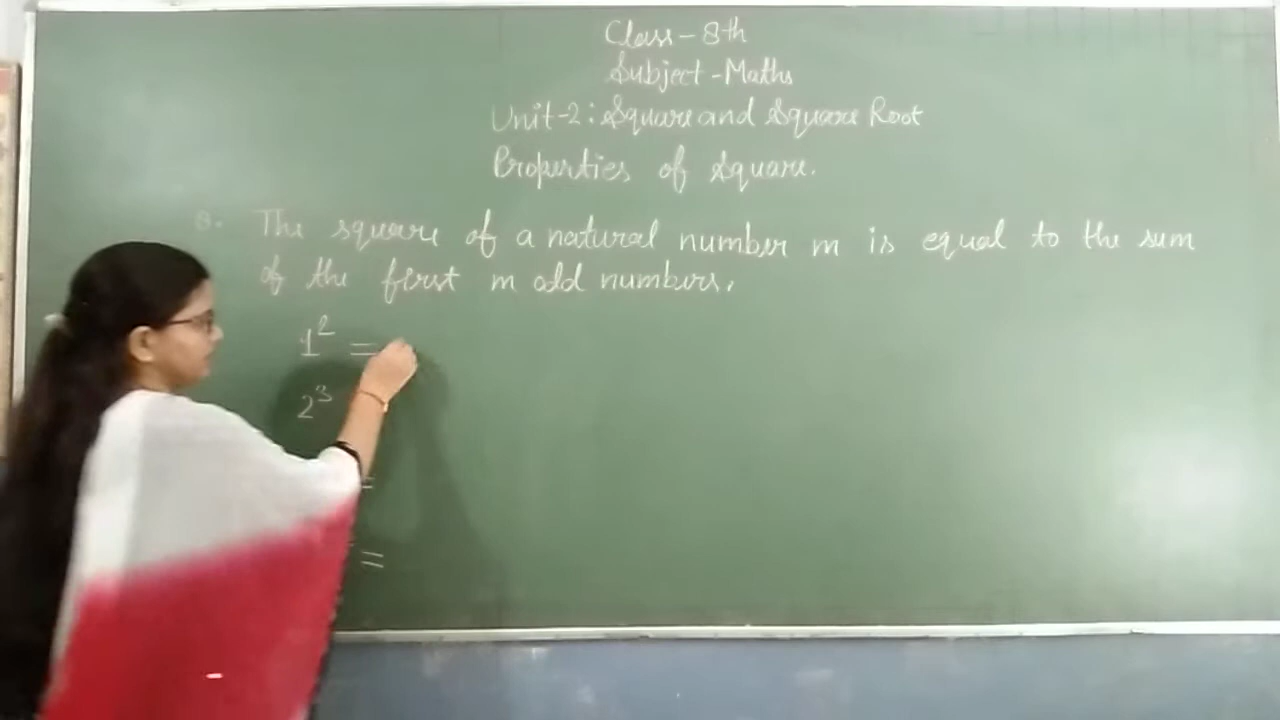 Class - 8th
Subject - Maths
Unit-2: Square and Square Root
Properties of Square.
8. The square of a natural number m is equal to the sum
of the first m odd numbers.
1² =
2³
=
=